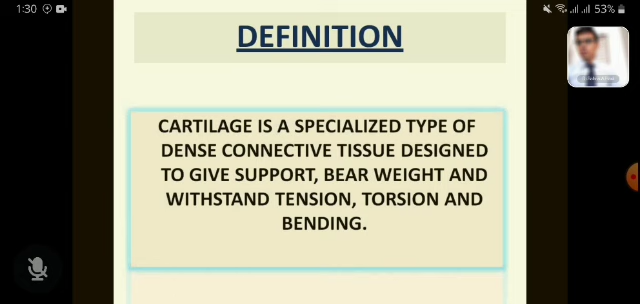 1:30
53%
DEFINITION
CARTILAGE IS A SPECIALIZED TYPE OF
DENSE CONNECTIVE TISSUE DESIGNED
TO GIVE SUPPORT, BEAR WEIGHT AND
WITHSTAND TENSION, TORSION AND
BENDING.